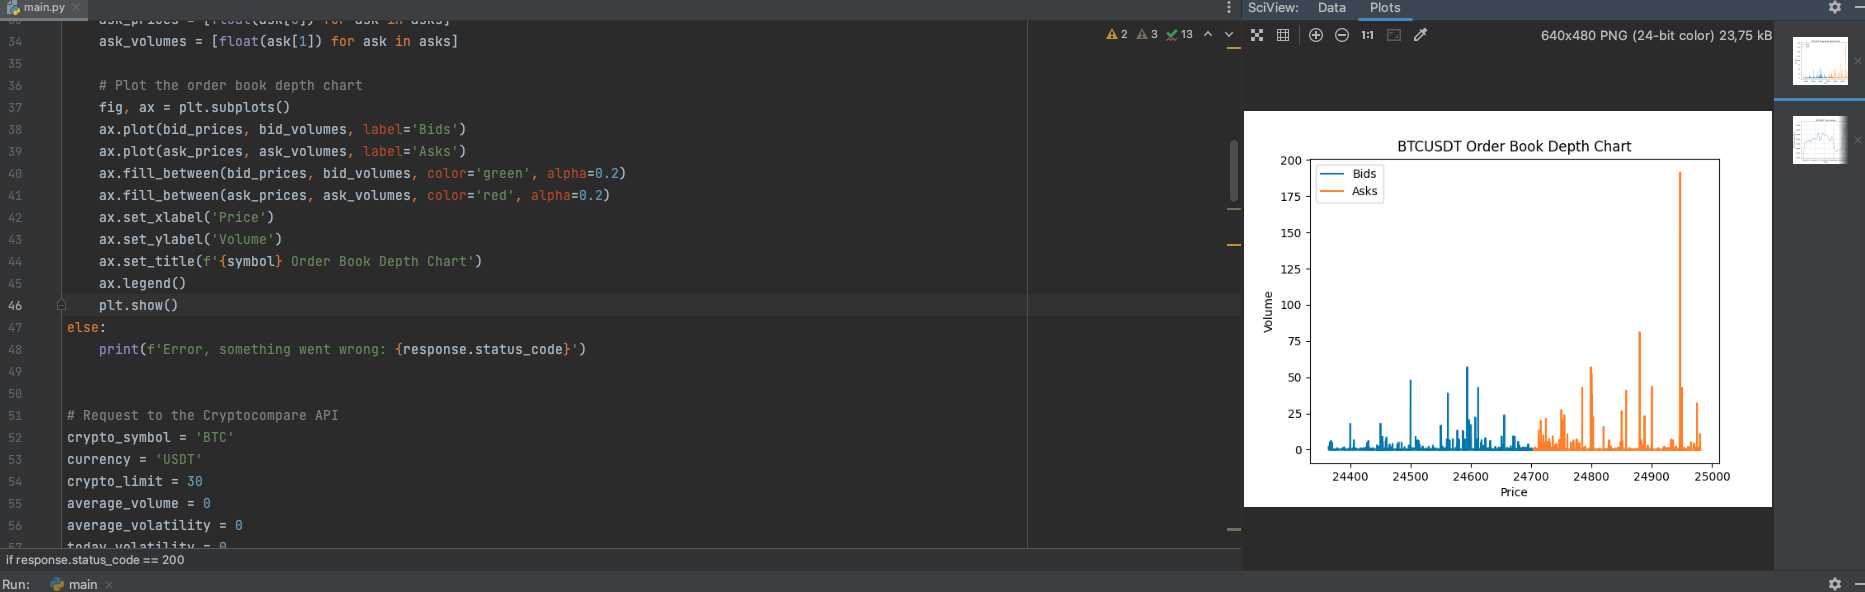 main.py
34 ask_volumes = [float(ask[1]) for ask in asks]
35
36 # Plot the order book depth chart
37 fig, ax = plt.subplots()
38 ax.plot(bid_prices, bid_volumes, label='Bids')
39 ax.plot(ask_prices, ask_volumes, label='Asks')
40 ax.fill_between(bid_prices, bid_volumes, color='green', alpha=0.2)
41 ax.fill_between(ask_prices, ask_volumes, color='red', alpha=0.2)
42 ax.set_xlabel('Price')
43 ax.set_ylabel('Volume')
44 ax.set_title(f'{symbol} Order Book Depth Chart')
45 ax.legend()
46 plt.show()
47 else:
48 print(f'Error, something went wrong: {response.status_code}')
49
50
51 # Request to the Cryptocompare API
52 crypto_symbol = 'BTC'
53 currency = 'USDT'
54 crypto_limit = 30
55 average_volume = 0
56 average_volatility = 0
57 today_volatility = 0
if response.status_code == 200
Run: main
2 3 13
SciView: Data Plots
1:1 640x480 PNG (24-bit color) 23,75 kB
BTCUSDT Order Book Depth Chart
Bids
Asks
200
175
150
125
100
75
50
25
0
Volume
24400 24500 24600 24700 24800 24900 25000
Price